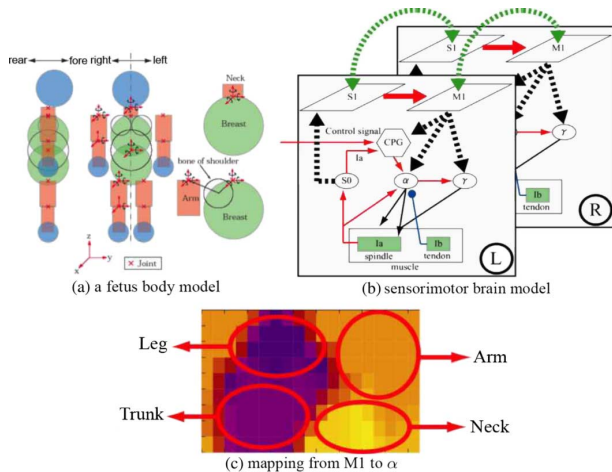 rear fore right left
Neck
Breast
bone of shoulder
Arm
Breast
z
y
x
Joint
(a) a fetus body model
S1 M1
S1 M1
Control signal
CPG
Ia
S0 α γ
γ
Ia Ib
spindle tendon
muscle
L
Ib
tendon
R
(b) sensorimotor brain model
Leg Arm
Trunk Neck
(c) mapping from M1 to α